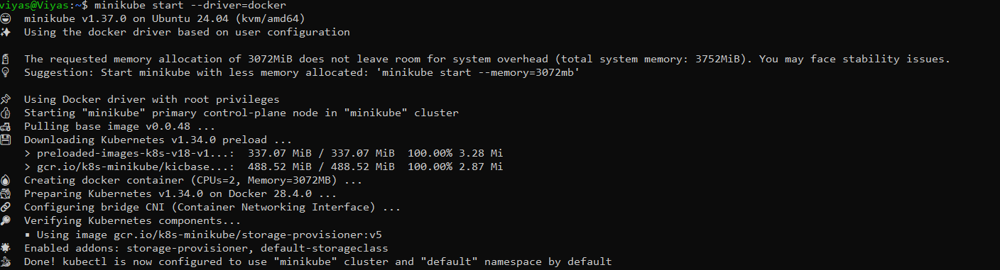 viyas@Viyas:~$ minikube start --driver=docker
😄 minikube v1.37.0 on Ubuntu 24.04 (kvm/amd64)
✨ Using the docker driver based on user configuration
🧯 The requested memory allocation of 3072MiB does not leave room for system overhead (total system memory: 3752MiB). You may face stability issues.
💡 Suggestion: Start minikube with less memory allocated: 'minikube start --memory=3072mb'
📌 Using Docker driver with root privileges
👍 Starting "minikube" primary control-plane node in "minikube" cluster
🚜 Pulling base image v0.0.48 ...
💾 Downloading Kubernetes v1.34.0 preload ...
> preloaded-images-k8s-v18-v1...: 337.07 MiB / 337.07 MiB 100.00% 3.28 Mi
> gcr.io/k8s-minikube/kicbase...: 488.52 MiB / 488.52 MiB 100.00% 2.87 Mi
🔥 Creating docker container (CPUs=2, Memory=3072MB) ...
🐳 Preparing Kubernetes v1.34.0 on Docker 28.4.0 ...
🔗 Configuring bridge CNI (Container Networking Interface) ...
🔎 Verifying Kubernetes components...
▪ Using image gcr.io/k8s-minikube/storage-provisioner:v5
🌟 Enabled addons: storage-provisioner, default-storageclass
🏄 Done! kubectl is now configured to use "minikube" cluster and "default" namespace by default